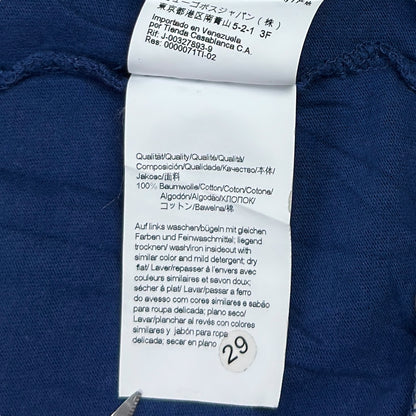 ューゴボスジャパン(株)
東京都港区南青山5-2-1 3F
Importado en Venezuela
por Tienda Casablanca C.A.
Rif: J-00327893-9
Res: 0000071TI-02
Qualität/Quality/Qualité/Qualità/
Composición/Qualidade/Качество/本体/
Jakość/面料
100% Baumwolle/Cotton/Coton/Cotone/
Algodón/Algodão/ХЛОПОК/
コットン/Bawełna/棉
Auf links waschen/bügeln mit gleichen
Farben und Feinwaschmittel; liegend
trocknen/ wash/iron insideout with
similar color and mild detergent; dry
flat/ Laver/repasser à l'envers avec
couleurs similaires et savon doux;
sécher à plat/ Lavar/passar a ferro
do avesso com cores similares e sabão
para roupa delicada; plano seco/
Lavar/planchar al revés con colores
similares y jabón para ropa
delicada; secar en plano
29